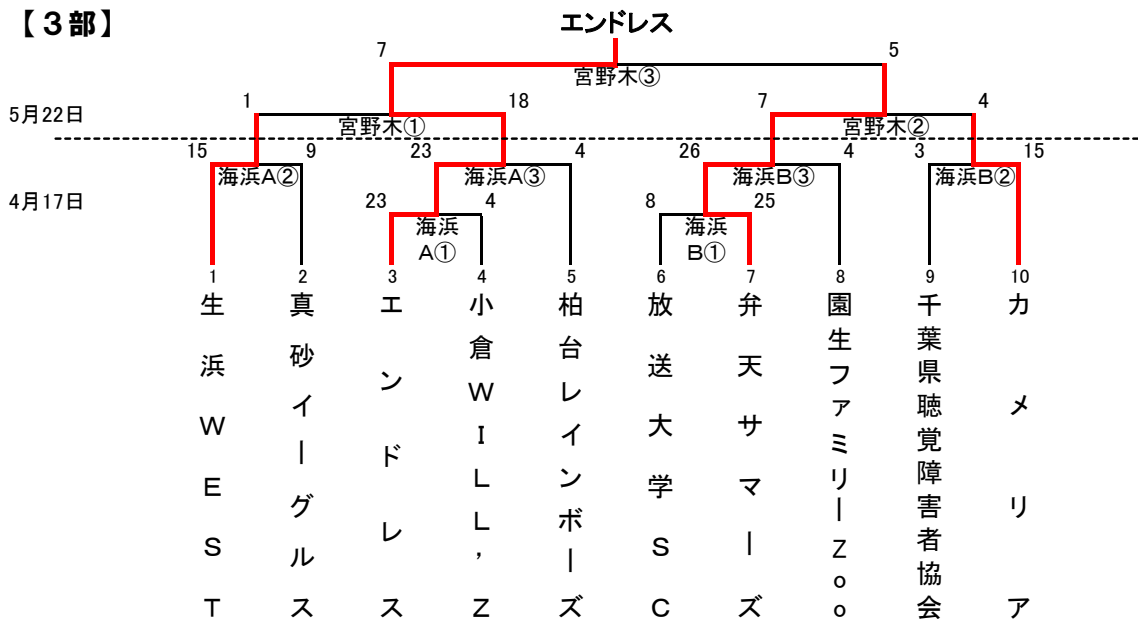 【３部】
エンドレス
7
5
宮野木③
5月22日
1
18
7
4
宮野木①
宮野木②
15
9
23
4
26
4
3
15
海浜A②
海浜A③
海浜B③
海浜B②
4月17日
23
4
8
25
海浜
A①
海浜
B①
1
2
3
4
5
6
7
8
9
10
生浜ＷＥＳＴ
真砂イーグルス
エンドレス
小倉ＷＩＬＬ’Ｚ
柏台レインボーズ
放送大学ＳＣ
弁天サマーズ
園生ファミリーＺｏｏ
千葉県聴覚障害者協会
カメリア